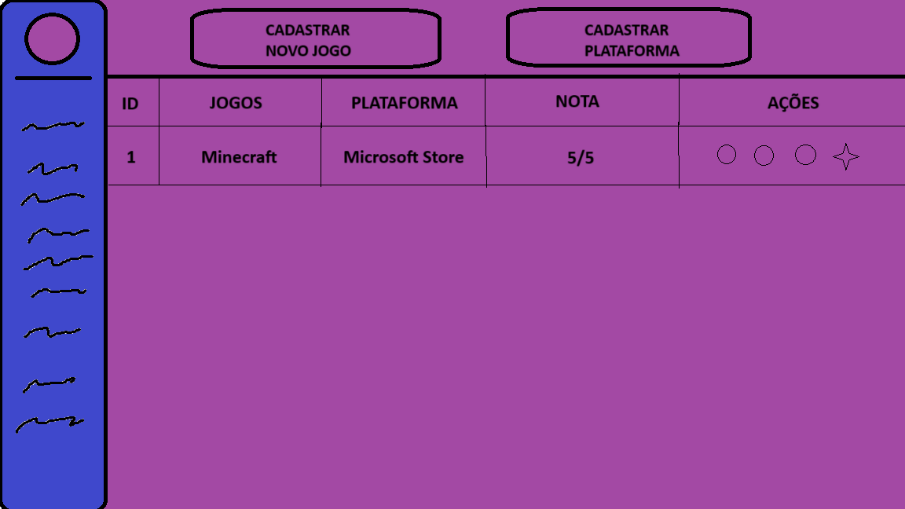 CADASTRAR
NOVO JOGO
CADASTRAR
PLATAFORMA
ID JOGOS PLATAFORMA NOTA AÇÕES
1 Minecraft Microsoft Store 5/5